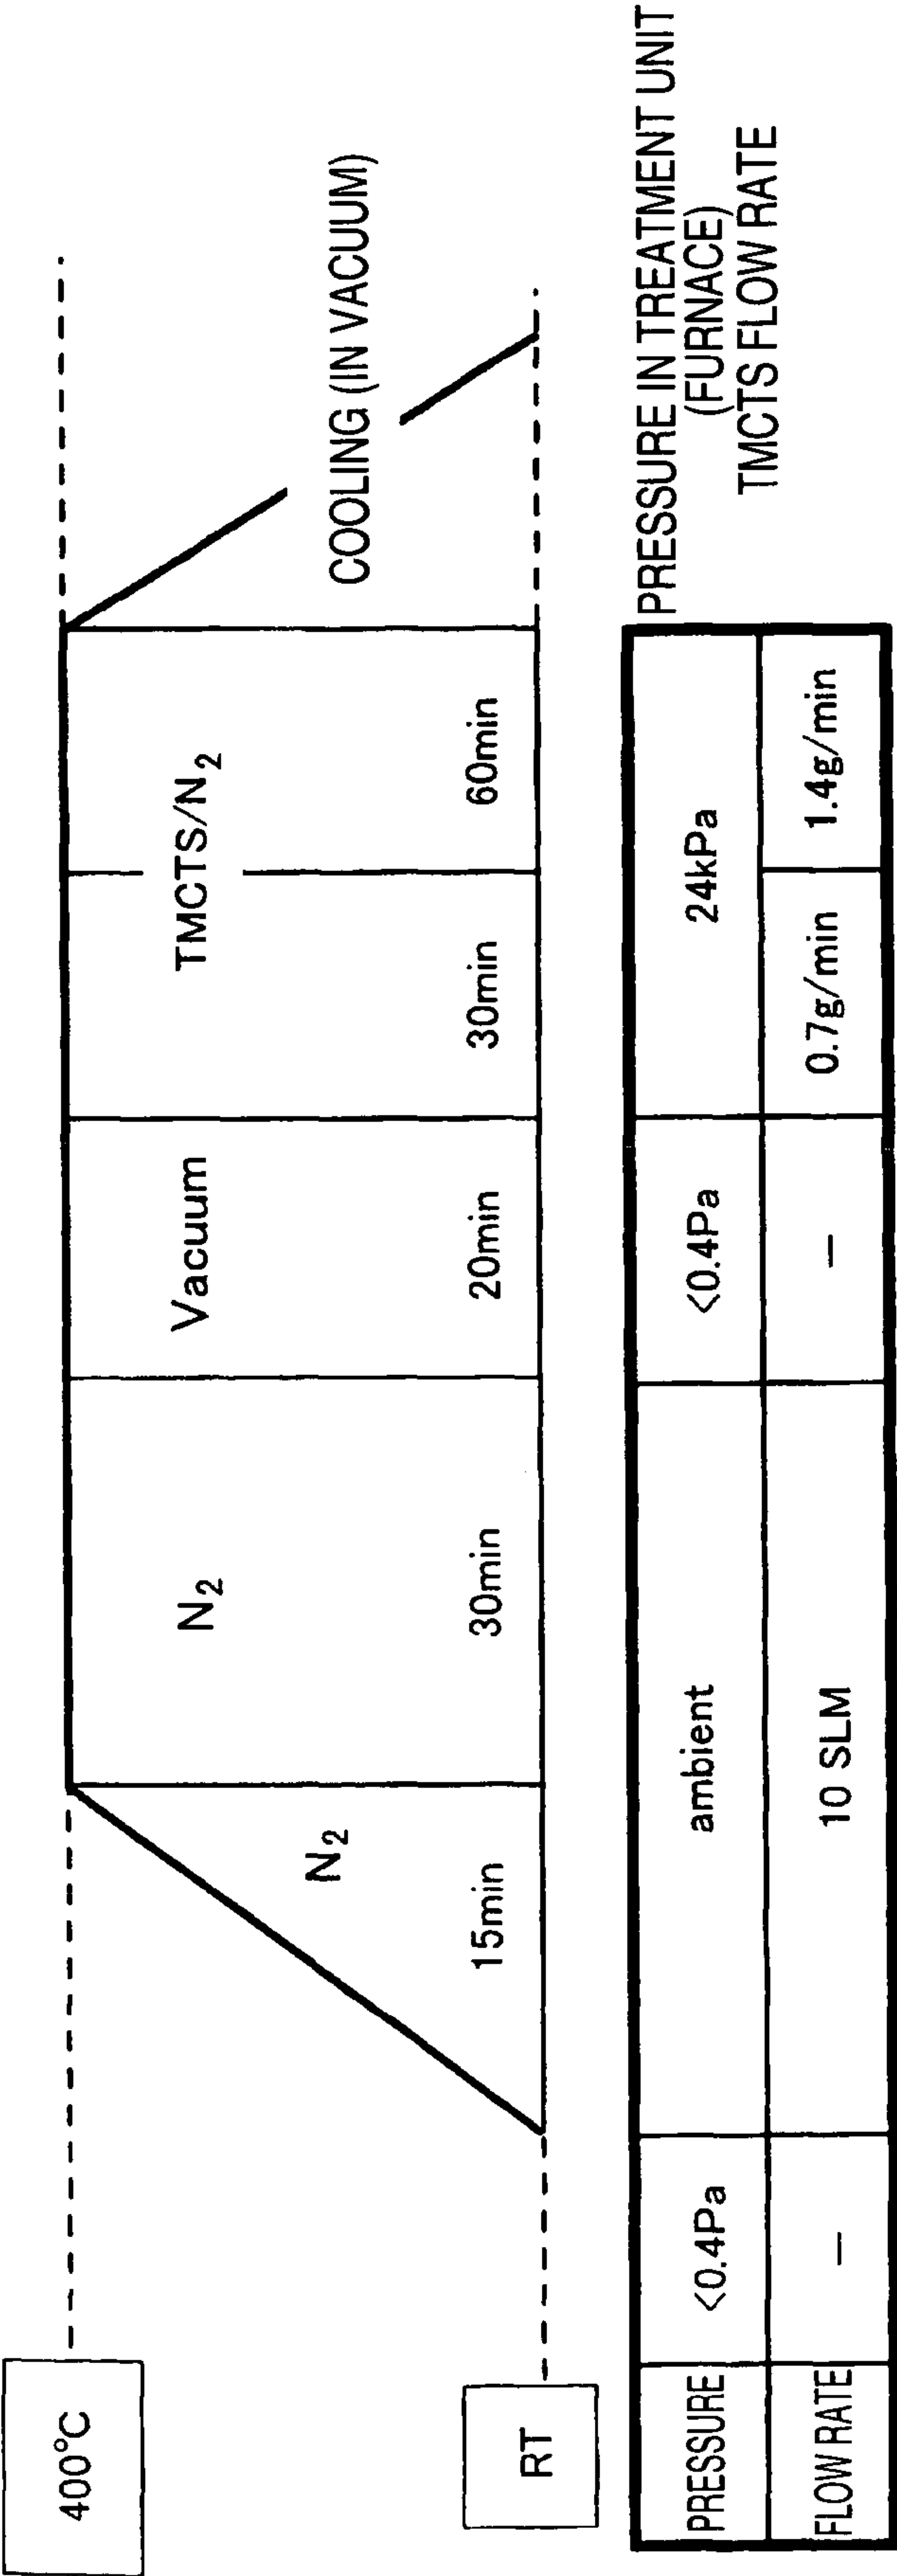 400°C
RT
N2
15min
N2
30min
Vacuum
20min
TMCTS/N2
30min
60min
COOLING (IN VACUUM)
PRESSURE
<0.4Pa
ambient
<0.4Pa
24kPa
FLOW RATE
—
10 SLM
—
0.7g/min
1.4g/min
PRESSURE IN TREATMENT UNIT
(FURNACE)
TMCTS FLOW RATE